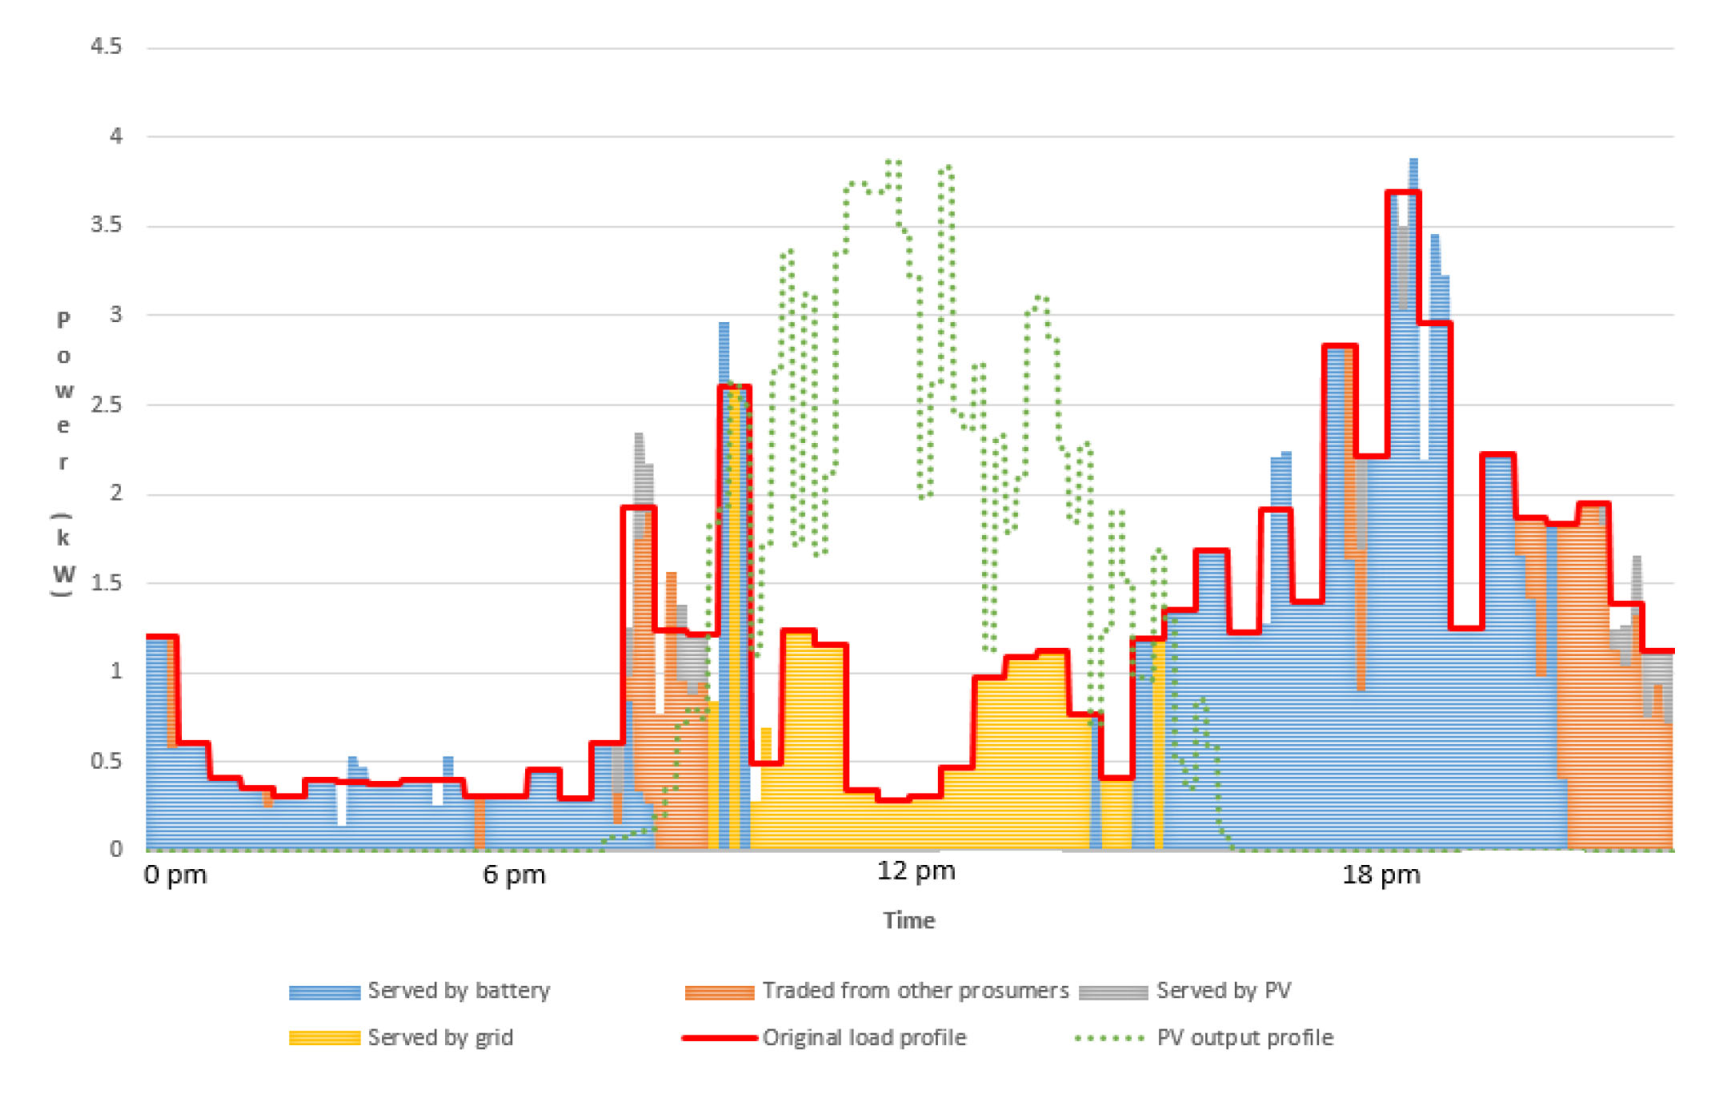 4.5
4
3.5
3
2.5
2
1.5
1
0.5
0
Power (kW)
0 pm
6 pm
12 pm
18 pm
Time
Served by battery
Traded from other prosumers
Served by PV
Served by grid
Original load profile
PV output profile